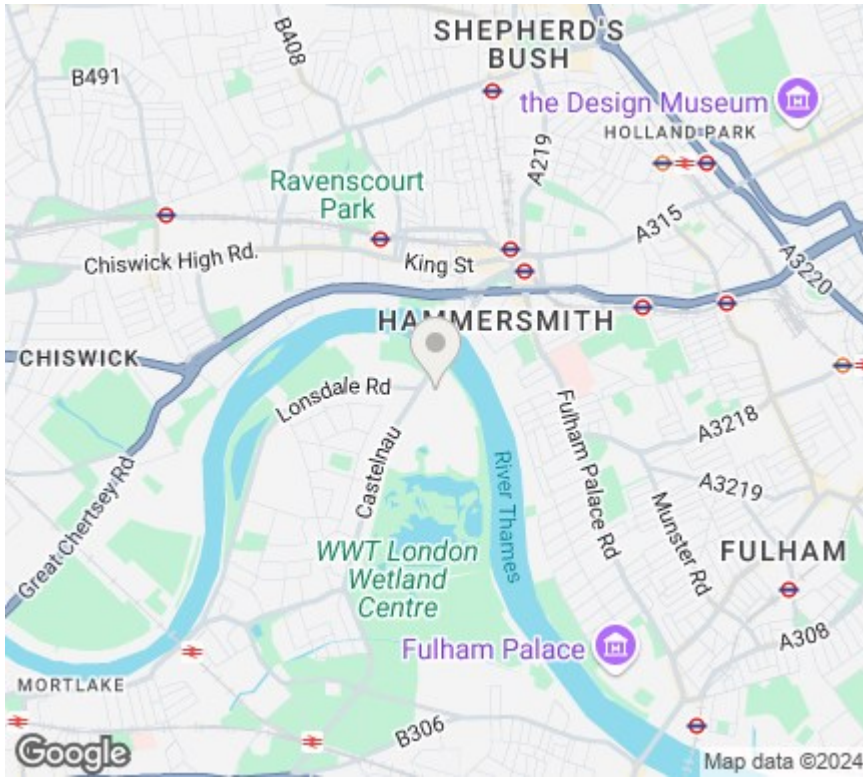 SHEPHERD'S
BUSH
B408
B491
the Design Museum
HOLLAND PARK
A219
Ravenscourt
Park
A315
Chiswick High Rd.
King St
A3220
HAMMERSMITH
CHISWICK
Lonsdale Rd
Castelnau
Fulham Palace Rd
A3218
A3219
Great Chertsey Rd
River Thames
Munster Rd
FULHAM
WWT London
Wetland
Centre
Fulham Palace
A308
MORTLAKE
B306
Google
Map data ©2024